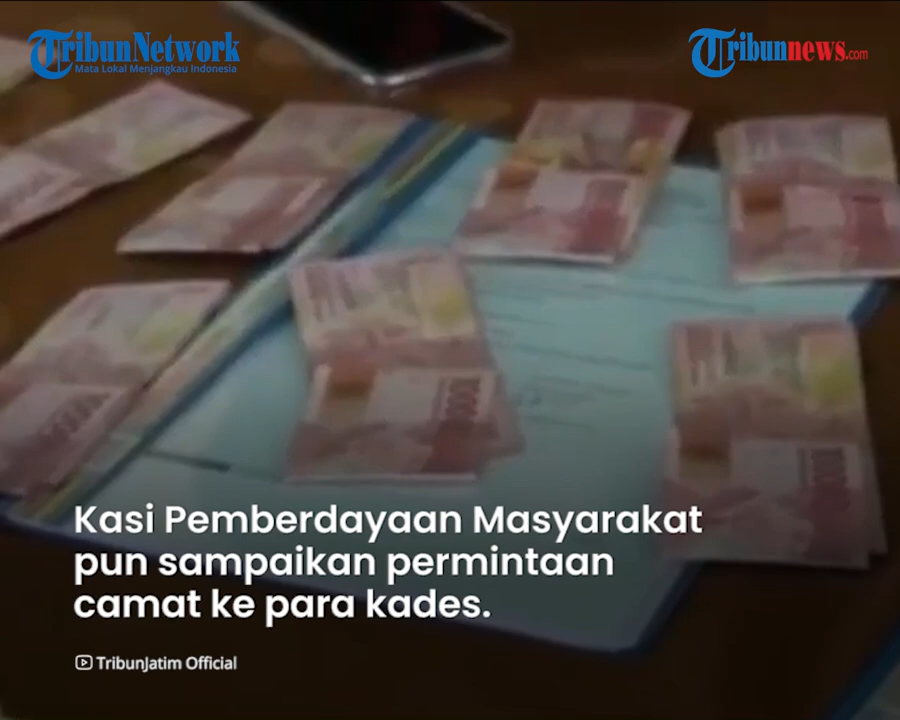 TribunNetwork
Mata Lokal Menjangkau Indonesia
Tribunnews.com
Kasi Pemberdayaan Masyarakat
pun sampaikan permintaan
camat ke para kades.
TribunJatim Official